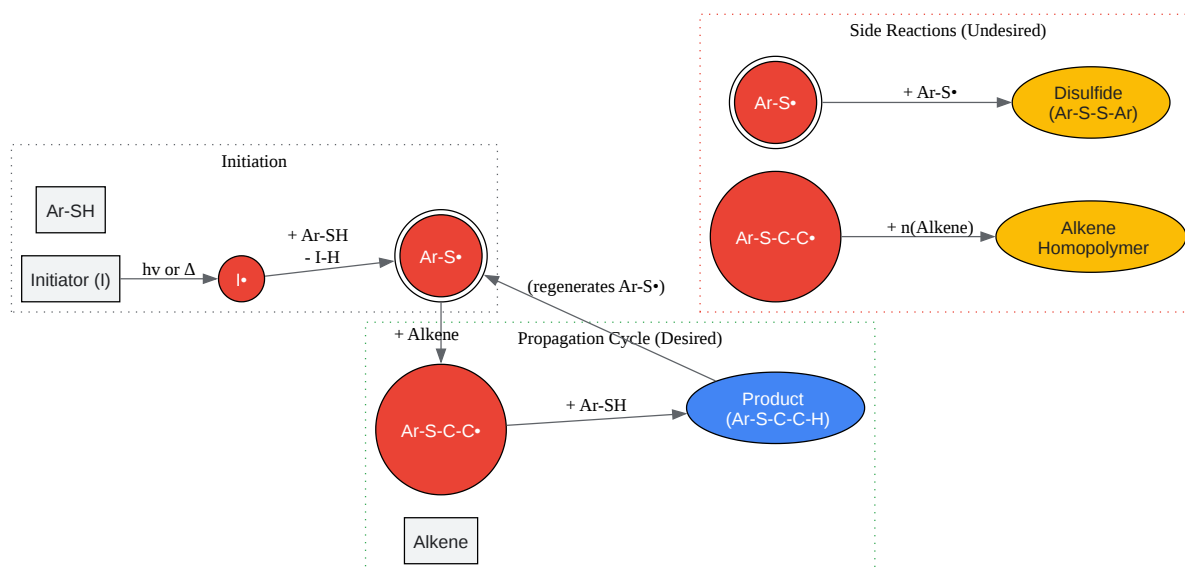 Side Reactions (Undesired)
Ar-S•
+ Ar-S•
Disulfide
(Ar-S-S-Ar)
Ar-S-C-C•
+ n(Alkene)
Alkene
Homopolymer
Initiation
Ar-SH
Initiator (I)
hv or Δ
I•
+ Ar-SH
- I-H
Ar-S•
(regenerates Ar-S•)
+ Alkene
Propagation Cycle (Desired)
Ar-S-C-C•
+ Ar-SH
Product
(Ar-S-C-C-H)
Alkene